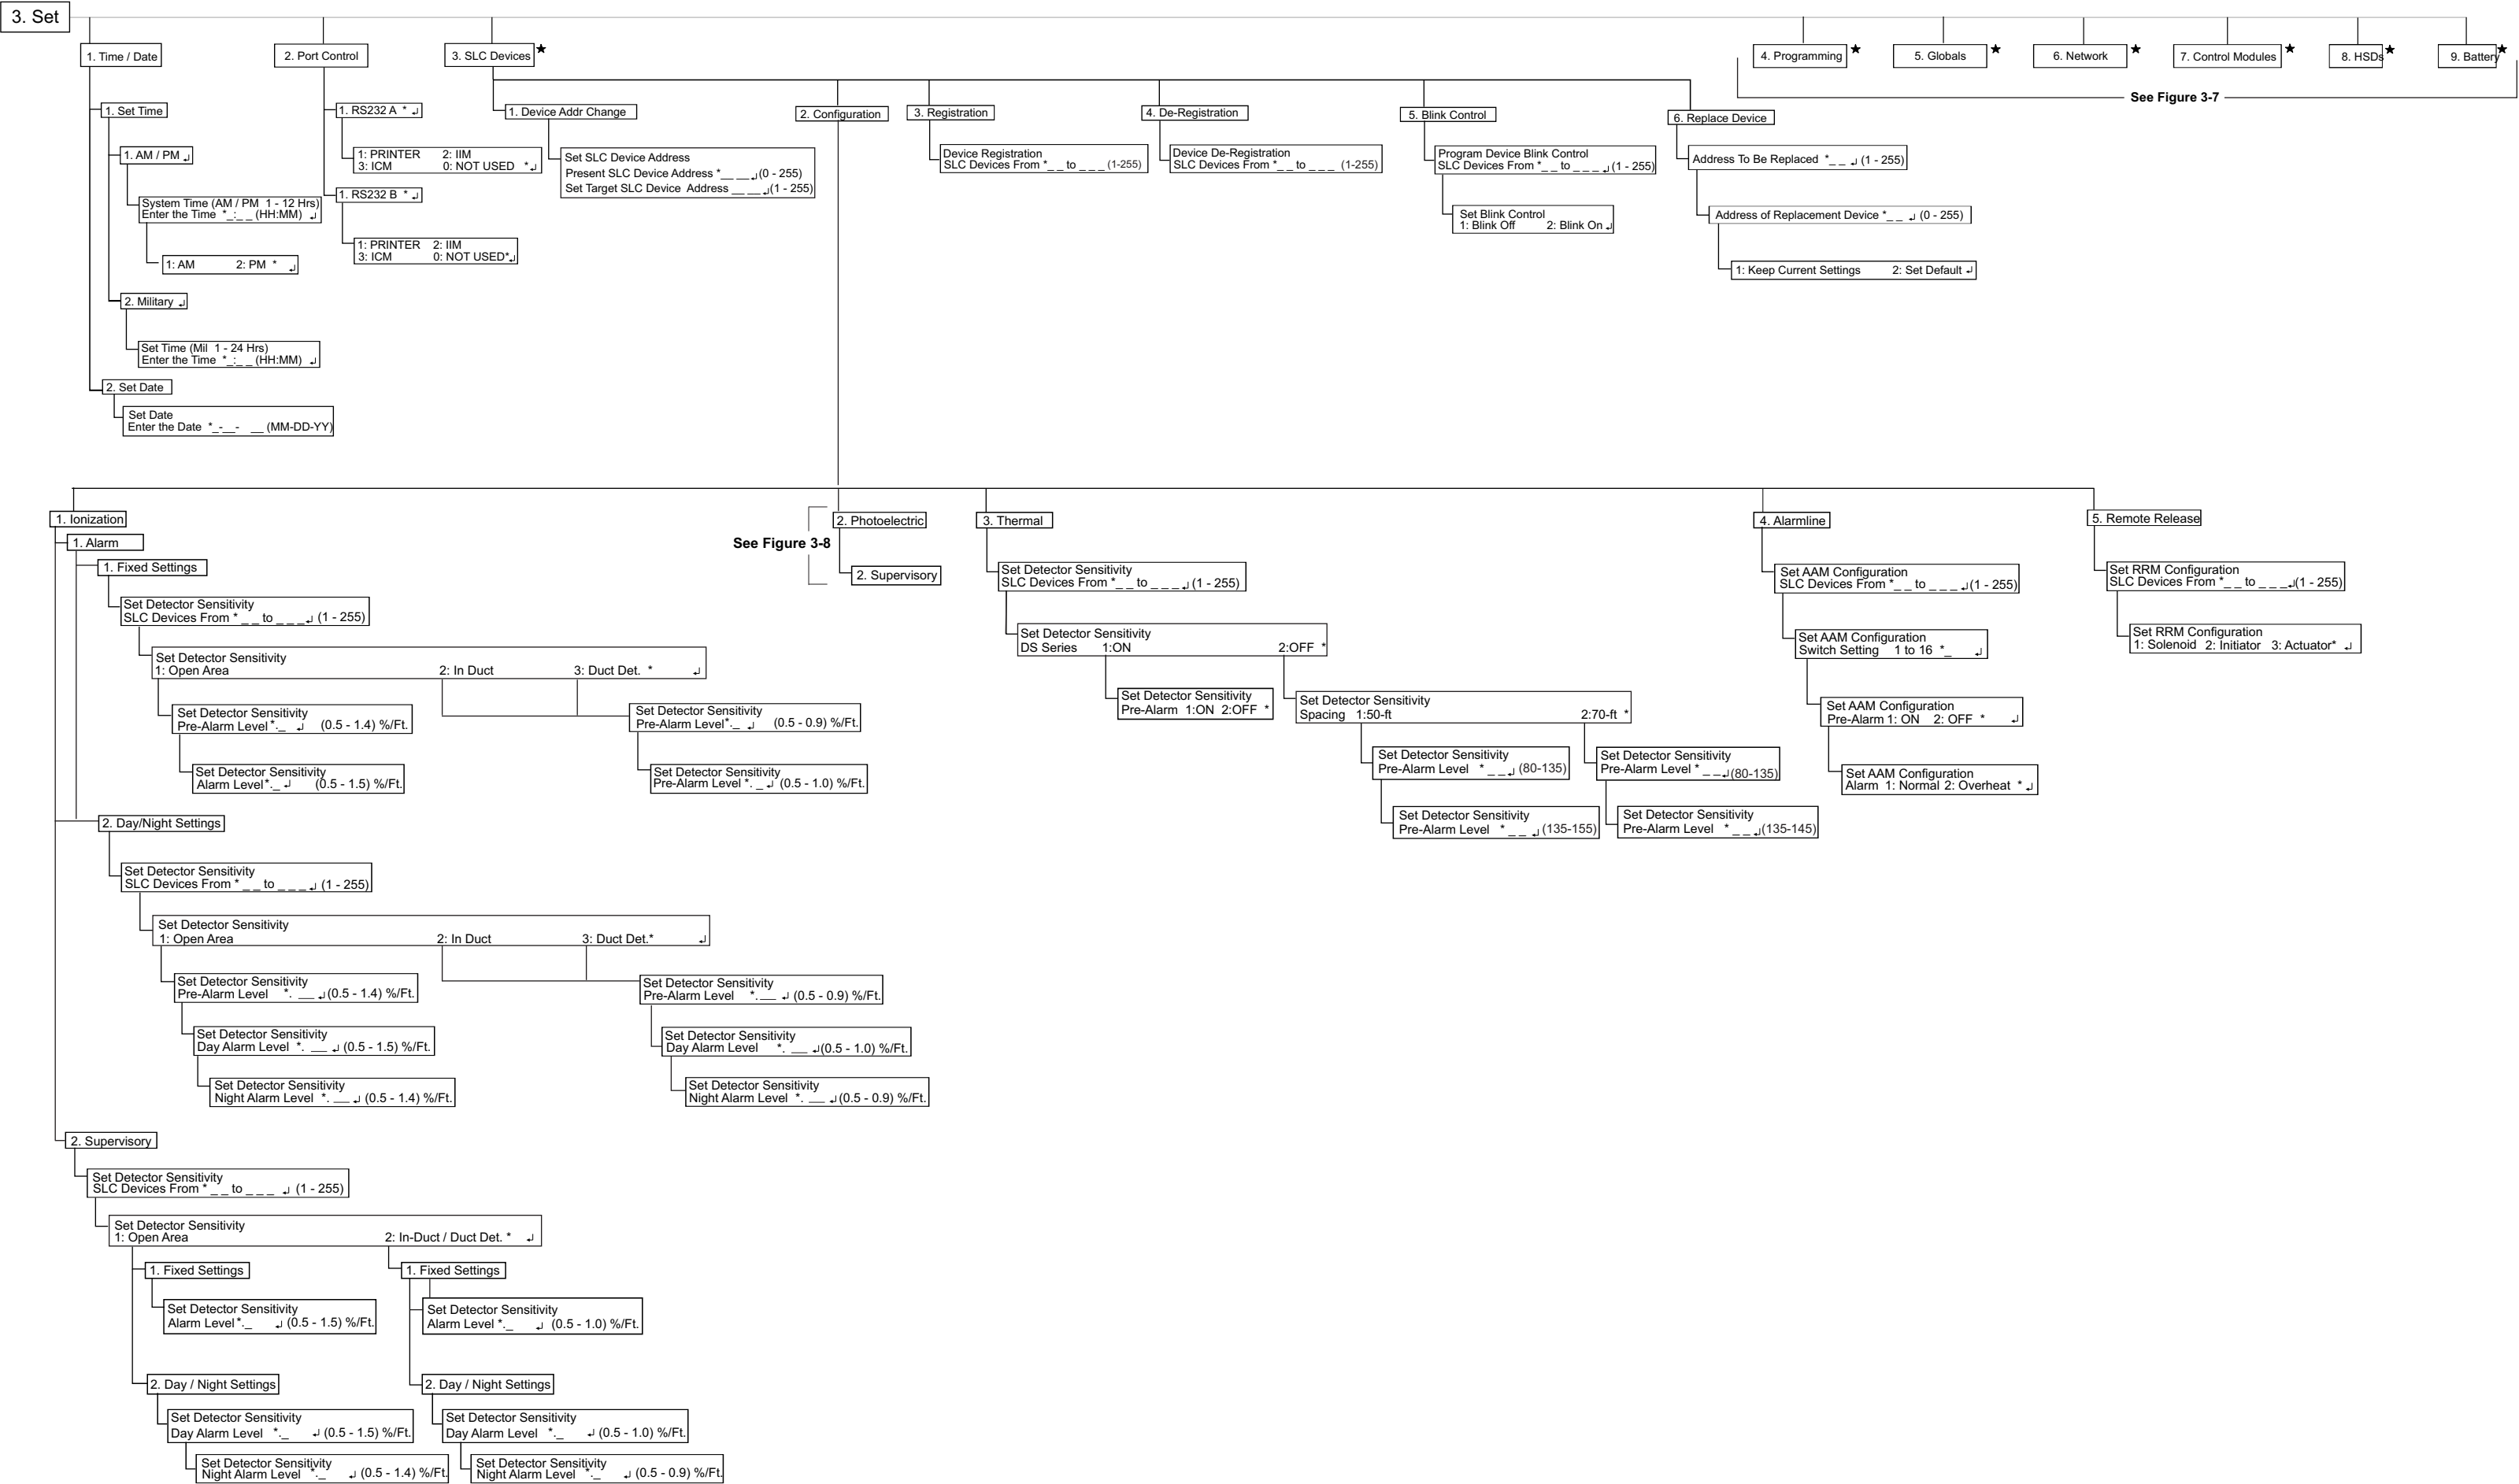 3. Set
1. Time / Date
2. Port Control
3. SLC Devices ★
4. Programming ★
5. Globals ★
6. Network ★
7. Control Modules ★
8. HSDs ★
9. Battery ★
See Figure 3-7
1. Set Time
1. AM / PM ↵
System Time (AM / PM 1 - 12 Hrs)
Enter the Time *_:_ _ (HH:MM) ↵
1: AM 2: PM * ↵
2. Military ↵
Set Time (Mil 1 - 24 Hrs)
Enter the Time *_:_ _ (HH:MM) ↵
2. Set Date
Set Date
Enter the Date *_-__- __ (MM-DD-YY)
1. RS232 A * ↵
1: PRINTER 2: IIM
3: ICM 0: NOT USED *↵
1. RS232 B * ↵
1: PRINTER 2: IIM
3: ICM 0: NOT USED*↵
1. Device Addr Change
Set SLC Device Address
Present SLC Device Address *__ __↵(0 - 255)
Set Target SLC Device Address __ __↵(1 - 255)
2. Configuration
3. Registration
Device Registration
SLC Devices From *_ _ to _ _ _ (1-255)
4. De-Registration
Device De-Registration
SLC Devices From *_ _ to _ _ _ (1-255)
5. Blink Control
Program Device Blink Control
SLC Devices From *_ _ to _ _ _ ↵(1 - 255)
Set Blink Control
1: Blink Off 2: Blink On ↵
6. Replace Device
Address To Be Replaced *_ _ ↵ (1 - 255)
Address of Replacement Device *_ _ ↵ (0 - 255)
1: Keep Current Settings 2: Set Default ↵
1. Ionization
1. Alarm
1. Fixed Settings
Set Detector Sensitivity
SLC Devices From * _ _ to _ _ _↵ (1 - 255)
Set Detector Sensitivity
1: Open Area 2: In Duct 3: Duct Det. * ↵
Set Detector Sensitivity
Pre-Alarm Level*._ ↵ (0.5 - 1.4) %/Ft.
Set Detector Sensitivity
Alarm Level*._ ↵ (0.5 - 1.5) %/Ft.
Set Detector Sensitivity
Pre-Alarm Level*._ ↵ (0.5 - 0.9) %/Ft.
Set Detector Sensitivity
Pre-Alarm Level *. _ ↵ (0.5 - 1.0) %/Ft.
2. Day/Night Settings
Set Detector Sensitivity
SLC Devices From * _ _ to _ _ _ ↵ (1 - 255)
Set Detector Sensitivity
1: Open Area 2: In Duct 3: Duct Det.* ↵
Set Detector Sensitivity
Pre-Alarm Level *. __ ↵(0.5 - 1.4) %/Ft.
Set Detector Sensitivity
Day Alarm Level *. __ ↵ (0.5 - 1.5) %/Ft.
Set Detector Sensitivity
Night Alarm Level *. __ ↵ (0.5 - 1.4) %/Ft.
Set Detector Sensitivity
Pre-Alarm Level *.__ ↵ (0.5 - 0.9) %/Ft.
Set Detector Sensitivity
Day Alarm Level *. __ ↵(0.5 - 1.0) %/Ft.
Set Detector Sensitivity
Night Alarm Level *. __ ↵(0.5 - 0.9) %/Ft.
2. Supervisory
Set Detector Sensitivity
SLC Devices From * _ _ to _ _ _ ↵ (1 - 255)
Set Detector Sensitivity
1: Open Area 2: In-Duct / Duct Det. * ↵
1. Fixed Settings
Set Detector Sensitivity
Alarm Level*._ ↵ (0.5 - 1.5) %/Ft.
2. Day / Night Settings
Set Detector Sensitivity
Day Alarm Level *._ ↵ (0.5 - 1.5) %/Ft.
Set Detector Sensitivity
Night Alarm Level *._ ↵ (0.5 - 1.4) %/Ft.
1. Fixed Settings
Set Detector Sensitivity
Alarm Level *._ ↵ (0.5 - 1.0) %/Ft.
2. Day / Night Settings
Set Detector Sensitivity
Day Alarm Level *._ ↵ (0.5 - 1.0) %/Ft.
Set Detector Sensitivity
Night Alarm Level *._ ↵ (0.5 - 0.9) %/Ft.
See Figure 3-8
2. Photoelectric
2. Supervisory
3. Thermal
Set Detector Sensitivity
SLC Devices From *_ _ to _ _ _ ↵ (1 - 255)
Set Detector Sensitivity
DS Series 1:ON 2:OFF *
Set Detector Sensitivity
Pre-Alarm 1:ON 2:OFF *
Set Detector Sensitivity
Spacing 1:50-ft 2:70-ft *
Set Detector Sensitivity
Pre-Alarm Level * _ _ ↵ (80-135)
Set Detector Sensitivity
Pre-Alarm Level * _ _ ↵ (135-155)
Set Detector Sensitivity
Pre-Alarm Level * _ _↵(80-135)
Set Detector Sensitivity
Pre-Alarm Level * _ _ ↵(135-145)
4. Alarmline
Set AAM Configuration
SLC Devices From *_ _ to _ _ _ ↵(1 - 255)
Set AAM Configuration
Switch Setting 1 to 16 *_ ↵
Set AAM Configuration
Pre-Alarm 1: ON 2: OFF * ↵
Set AAM Configuration
Alarm 1: Normal 2: Overheat *↵
5. Remote Release
Set RRM Configuration
SLC Devices From *_ _ to _ _ _↵(1 - 255)
Set RRM Configuration
1: Solenoid 2: Initiator 3: Actuator* ↵